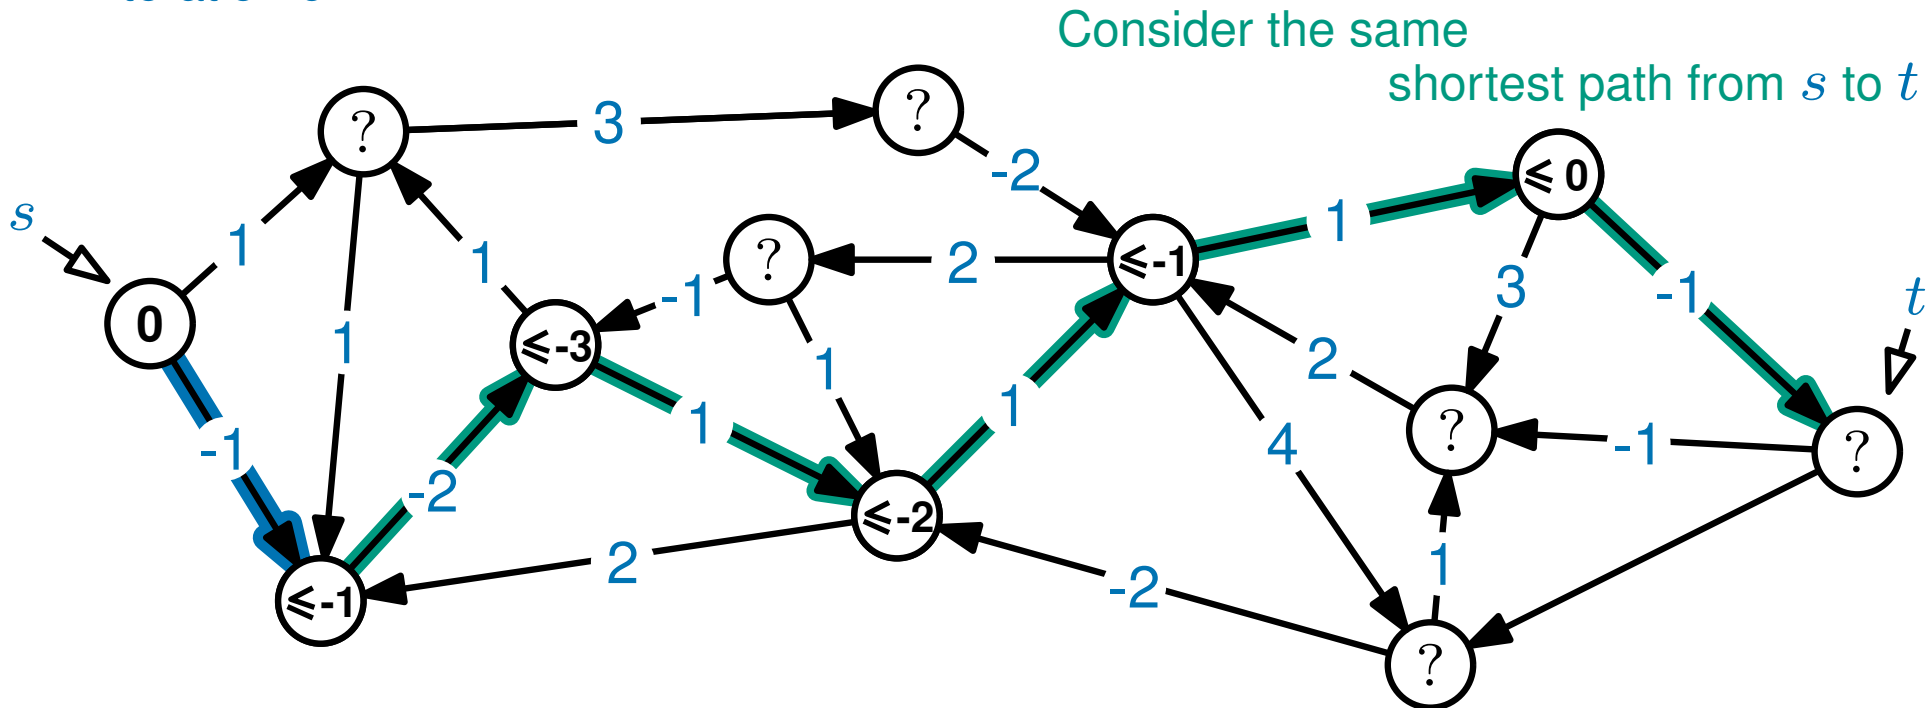 Consider the same
shortest path from s to t
? 3 ? -2
≤ 0
s 1 1 1
? 2 ≤-1 3 -1 t
0 1 ≤-3 -1 1 2
-1 -2 1 1 4 ? -1 ?
≤-2
≤-1 2 -2 1
?